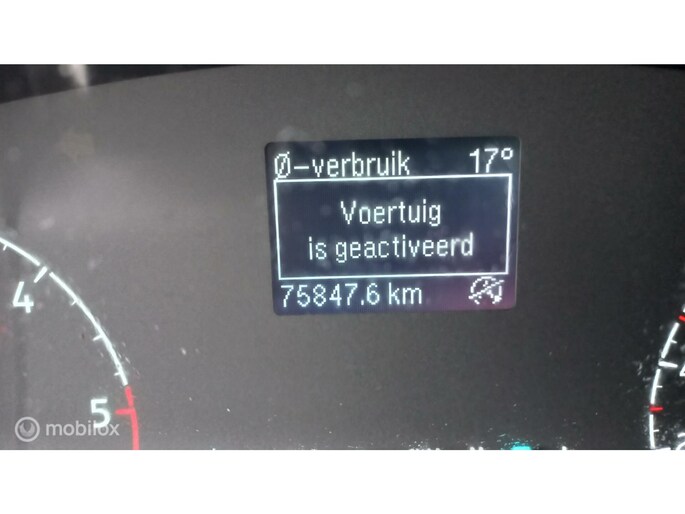 Ø-verbruik 17°
Voertuig
is geactiveerd
75847.6 km
4
5
mobilox